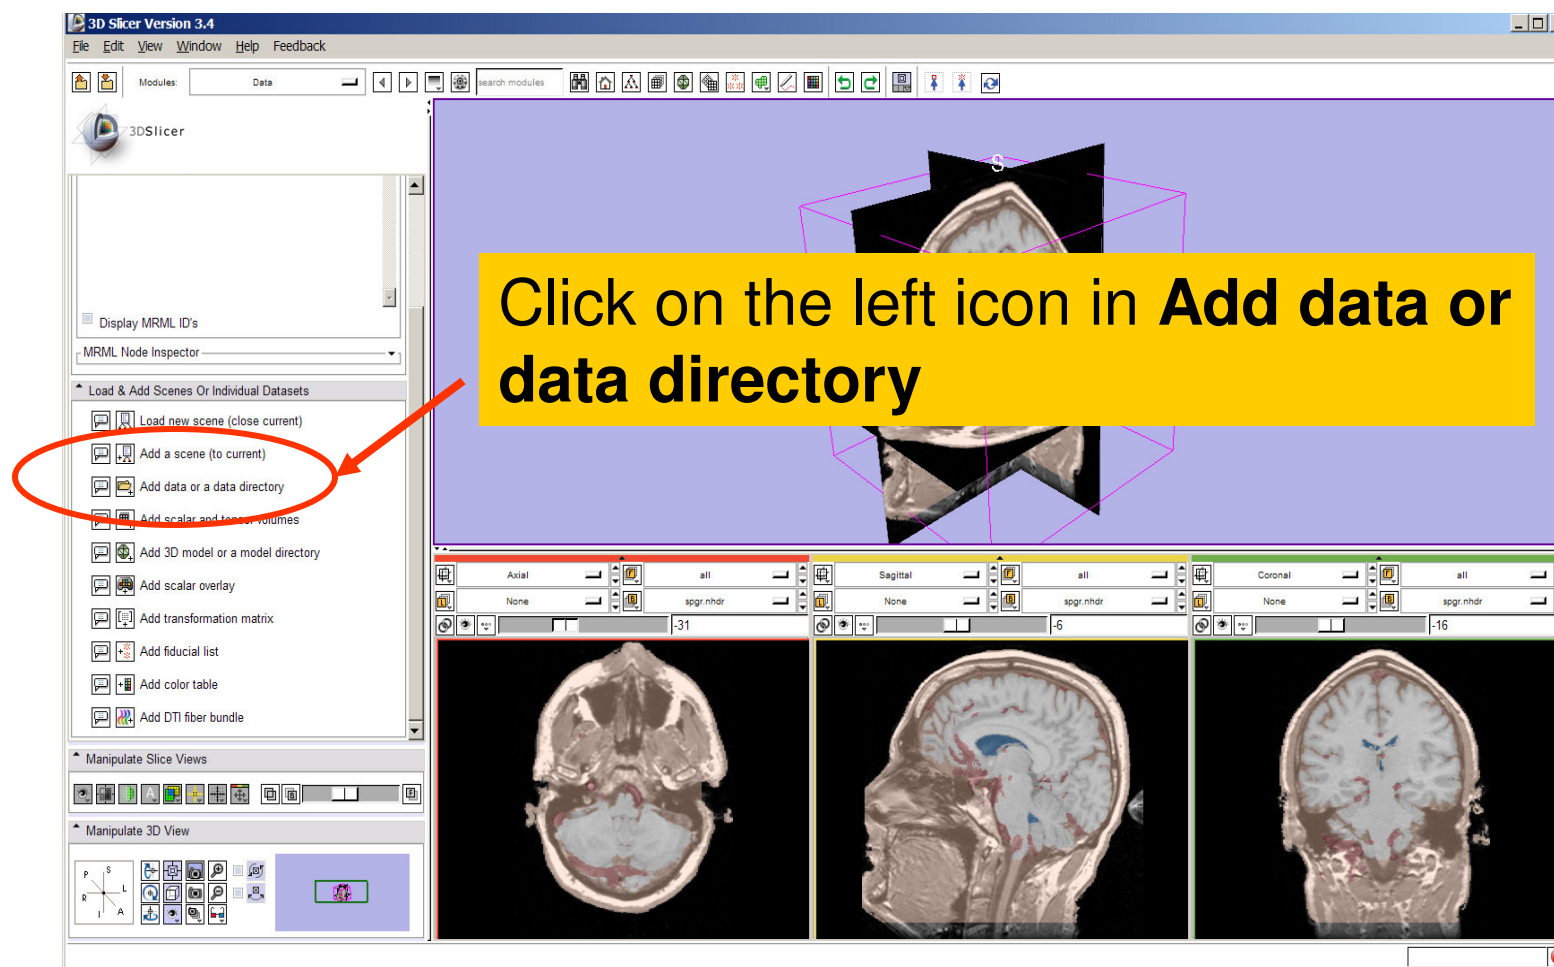 3D Slicer Version 3.4
File Edit View Window Help Feedback
Modules: Data search modules
3DSlicer
S
Click on the left icon in Add data or
data directory
Display MRML ID's
MRML Node Inspector
Load & Add Scenes Or Individual Datasets
Load new scene (close current)
Add a scene (to current)
Add data or a data directory
Add scalar and tensor volumes
Add 3D model or a model directory
Add scalar overlay
Add transformation matrix
Add fiducial list
Add color table
Add DTI fiber bundle
Manipulate Slice Views
Manipulate 3D View
P S
R L
I A
Axial all
None spgr.nhdr
-31
Sagittal all
None spgr.nhdr
-6
Coronal all
None spgr.nhdr
-16